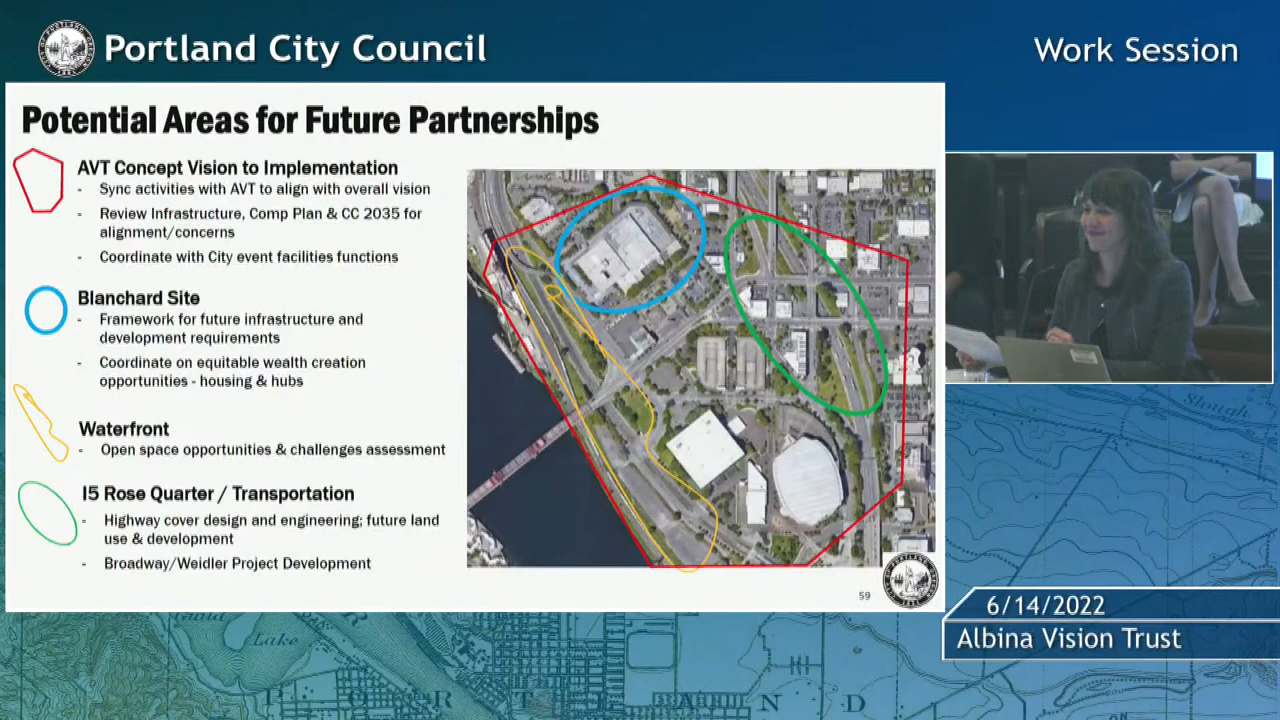 Portland City Council
Work Session
Potential Areas for Future Partnerships
AVT Concept Vision to Implementation
- Sync activities with AVT to align with overall vision
- Review Infrastructure, Comp Plan & CC 2035 for
alignment/concerns
- Coordinate with City event facilities functions
Blanchard Site
- Framework for future infrastructure and
development requirements
- Coordinate on equitable wealth creation
opportunities - housing & hubs
Waterfront
- Open space opportunities & challenges assessment
I5 Rose Quarter / Transportation
- Highway cover design and engineering; future land
use & development
- Broadway/Weidler Project Development
59
6/14/2022
Albina Vision Trust
Slough
Guild
Lake
P O R T L A N D